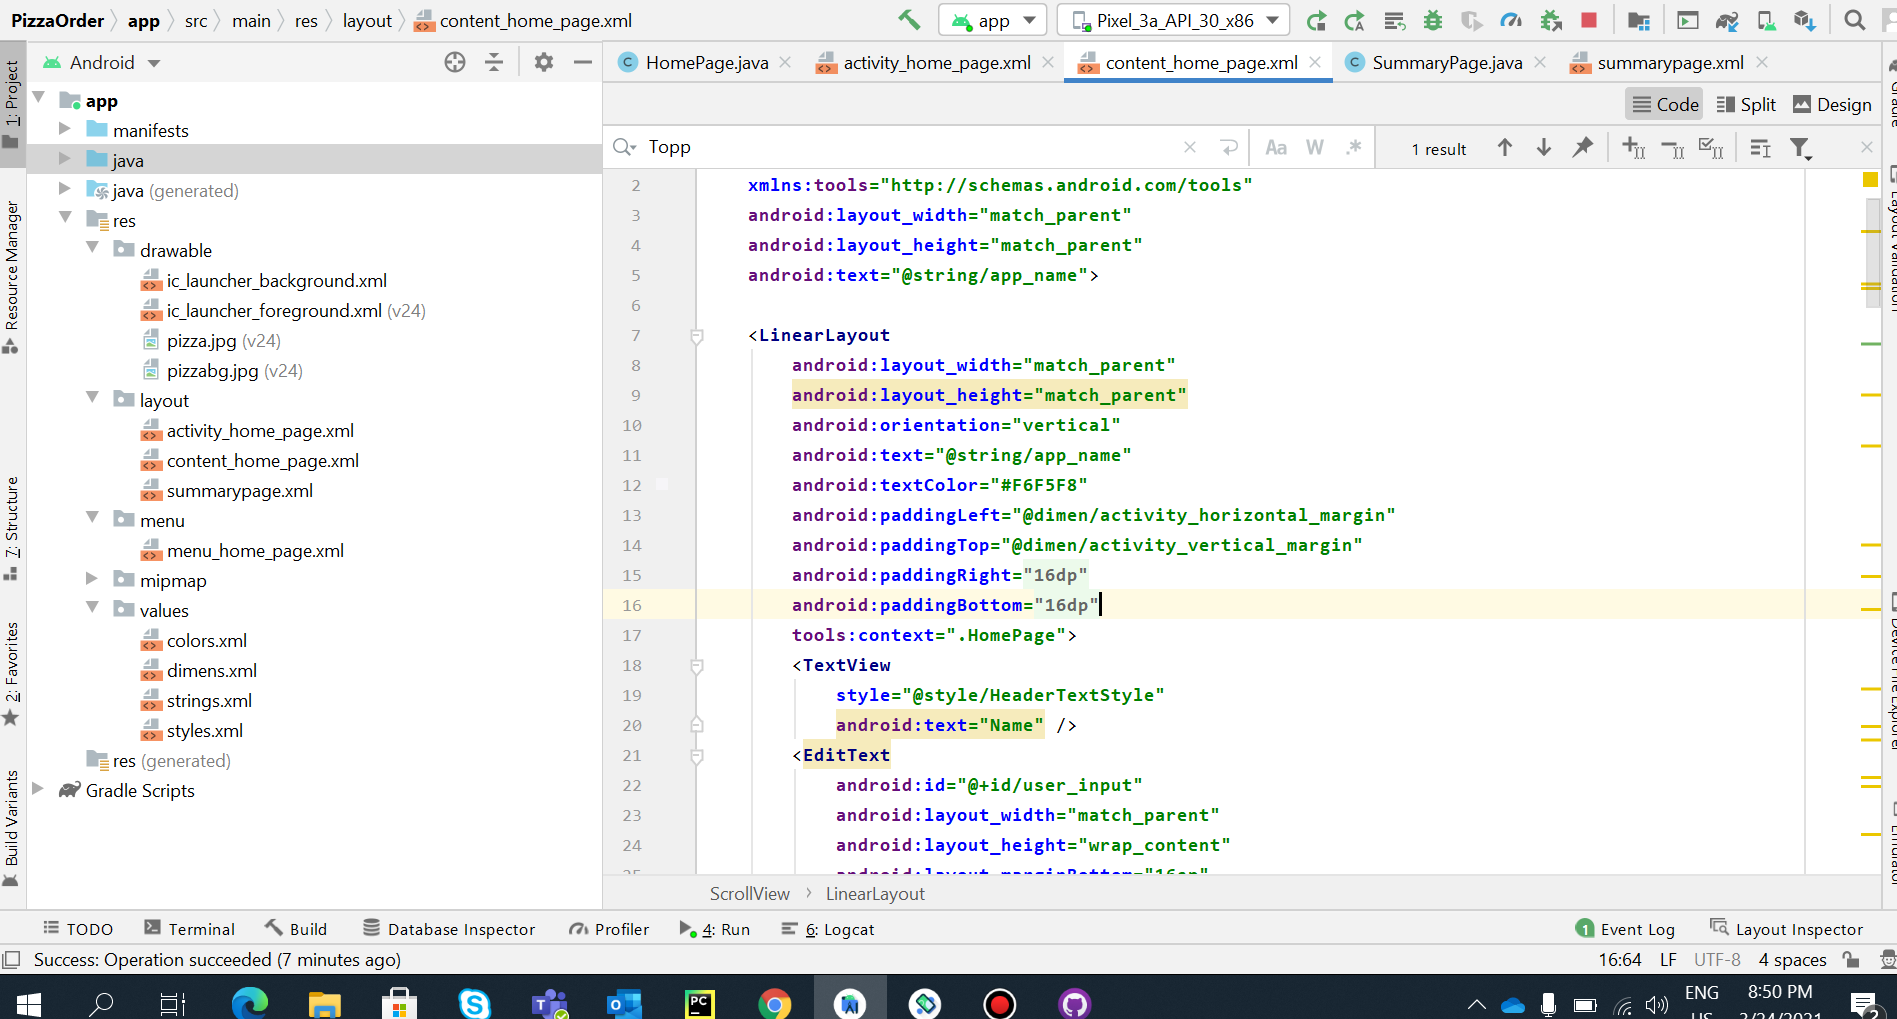 PizzaOrder app src main res layout content_home_page.xml
app Pixel_3a_API_30_x86
1: Project
Resource Manager
7: Structure
2: Favorites
Build Variants
Android
app
manifests
java
java (generated)
res
drawable
ic_launcher_background.xml
ic_launcher_foreground.xml (v24)
pizza.jpg (v24)
pizzabg.jpg (v24)
layout
activity_home_page.xml
content_home_page.xml
summarypage.xml
menu
menu_home_page.xml
mipmap
values
colors.xml
dimens.xml
strings.xml
styles.xml
res (generated)
Gradle Scripts
HomePage.java activity_home_page.xml content_home_page.xml SummaryPage.java summarypage.xml
Code Split Design
Topp Aa W .* 1 result
2 xmlns:tools="http://schemas.android.com/tools"
3 android:layout_width="match_parent"
4 android:layout_height="match_parent"
5 android:text="@string/app_name">
6
7 <LinearLayout
8 android:layout_width="match_parent"
9 android:layout_height="match_parent"
10 android:orientation="vertical"
11 android:text="@string/app_name"
12 android:textColor="#F6F5F8"
13 android:paddingLeft="@dimen/activity_horizontal_margin"
14 android:paddingTop="@dimen/activity_vertical_margin"
15 android:paddingRight="16dp"
16 android:paddingBottom="16dp"
17 tools:context=".HomePage">
18 <TextView
19 style="@style/HeaderTextStyle"
20 android:text="Name" />
21 <EditText
22 android:id="@+id/user_input"
23 android:layout_width="match_parent"
24 android:layout_height="wrap_content"
ScrollView LinearLayout
Device File Explorer
TODO Terminal Build Database Inspector Profiler 4: Run 6: Logcat 1 Event Log Layout Inspector
Success: Operation succeeded (7 minutes ago) 16:64 LF UTF-8 4 spaces
ENG 8:50 PM
US 3/24/2021